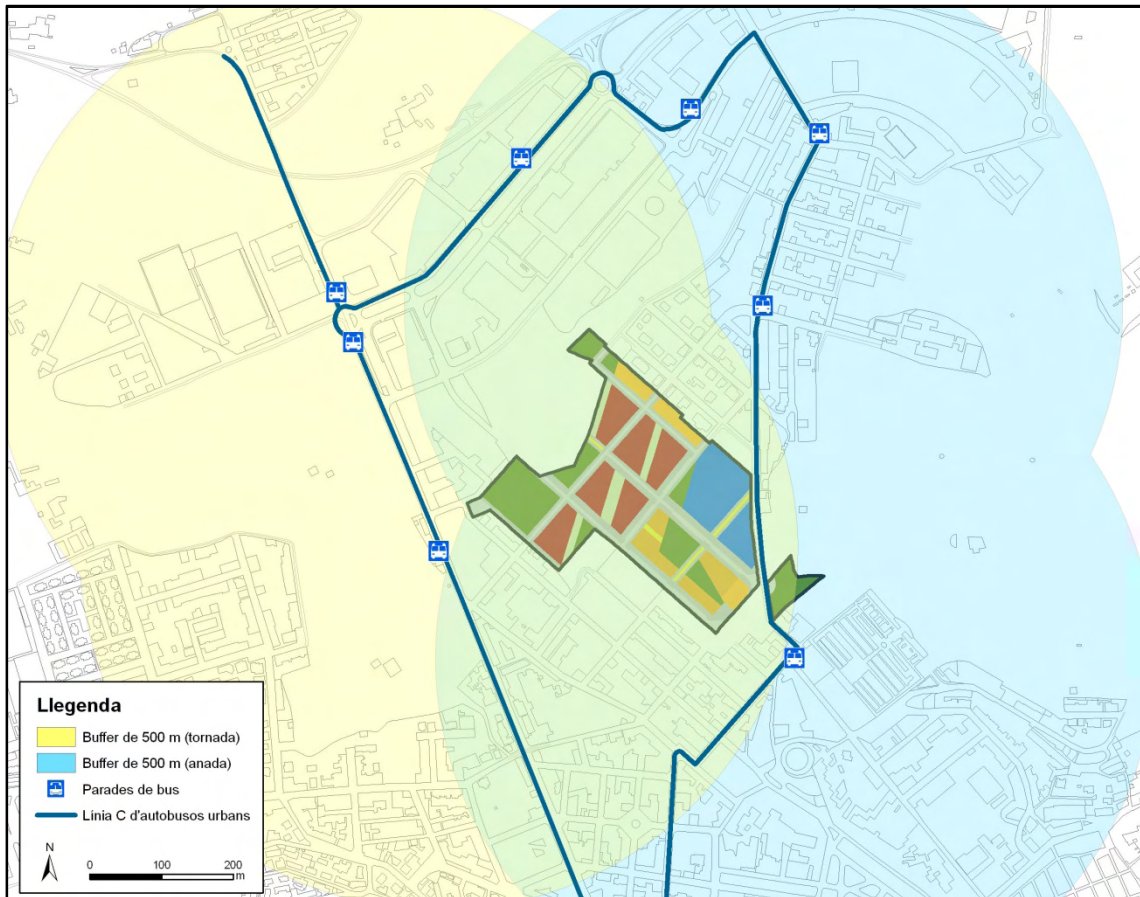 Llegenda
Buffer de 500 m (tornada)
Buffer de 500 m (anada)
Parades de bus
Línia C d'autobusos urbans
N
0 100 200
m